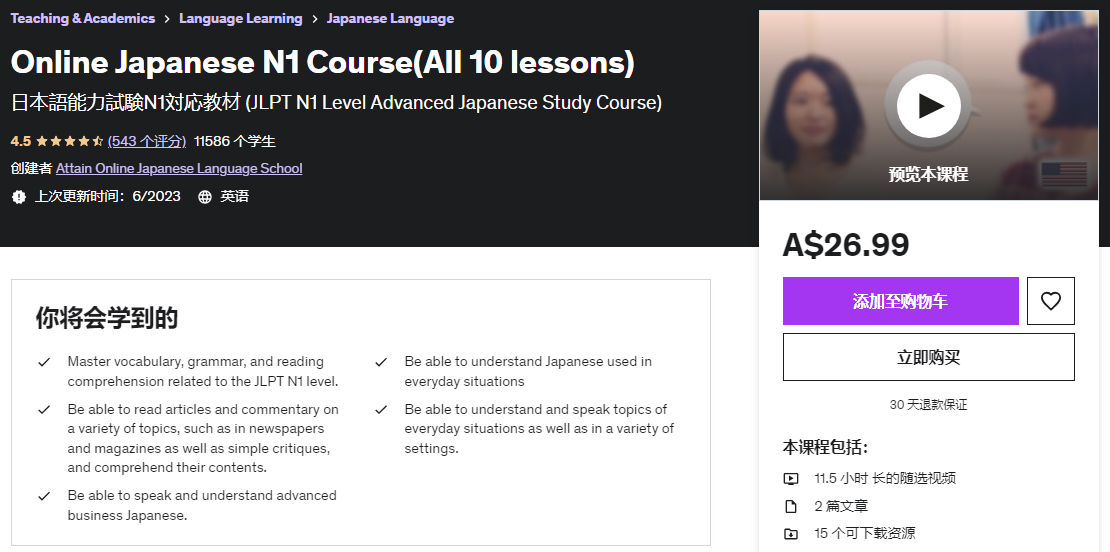 Teaching & Academics > Language Learning > Japanese Language
Online Japanese N1 Course(All 10 lessons)
日本語能力試験N1対応教材 (JLPT N1 Level Advanced Japanese Study Course)
4.5 (543 个评分) 11586 个学生
创建者 Attain Online Japanese Language School
上次更新时间：6/2023 英语
你将会学到的
Master vocabulary, grammar, and reading
comprehension related to the JLPT N1 level.
Be able to read articles and commentary on
a variety of topics, such as in newspapers
and magazines as well as simple critiques,
and comprehend their contents.
Be able to speak and understand advanced
business Japanese.
Be able to understand Japanese used in
everyday situations
Be able to understand and speak topics of
everyday situations as well as in a variety of
settings.
预览本课程
A$26.99
添加至购物车
立即购买
30 天退款保证
本课程包括：
11.5 小时 长的随选视频
2 篇文章
15 个可下载资源